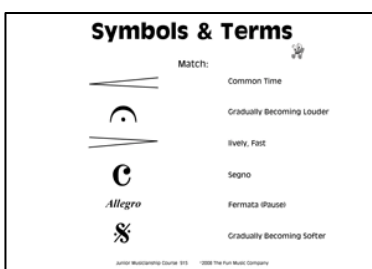 Symbols & Terms
Match:
Common Time
Gradually Becoming Louder
lively, Fast
Segno
Allegro
Fermata (Pause)
Gradually Becoming Softer
Junior Musicianship Course ©2008 The Fun Music Company